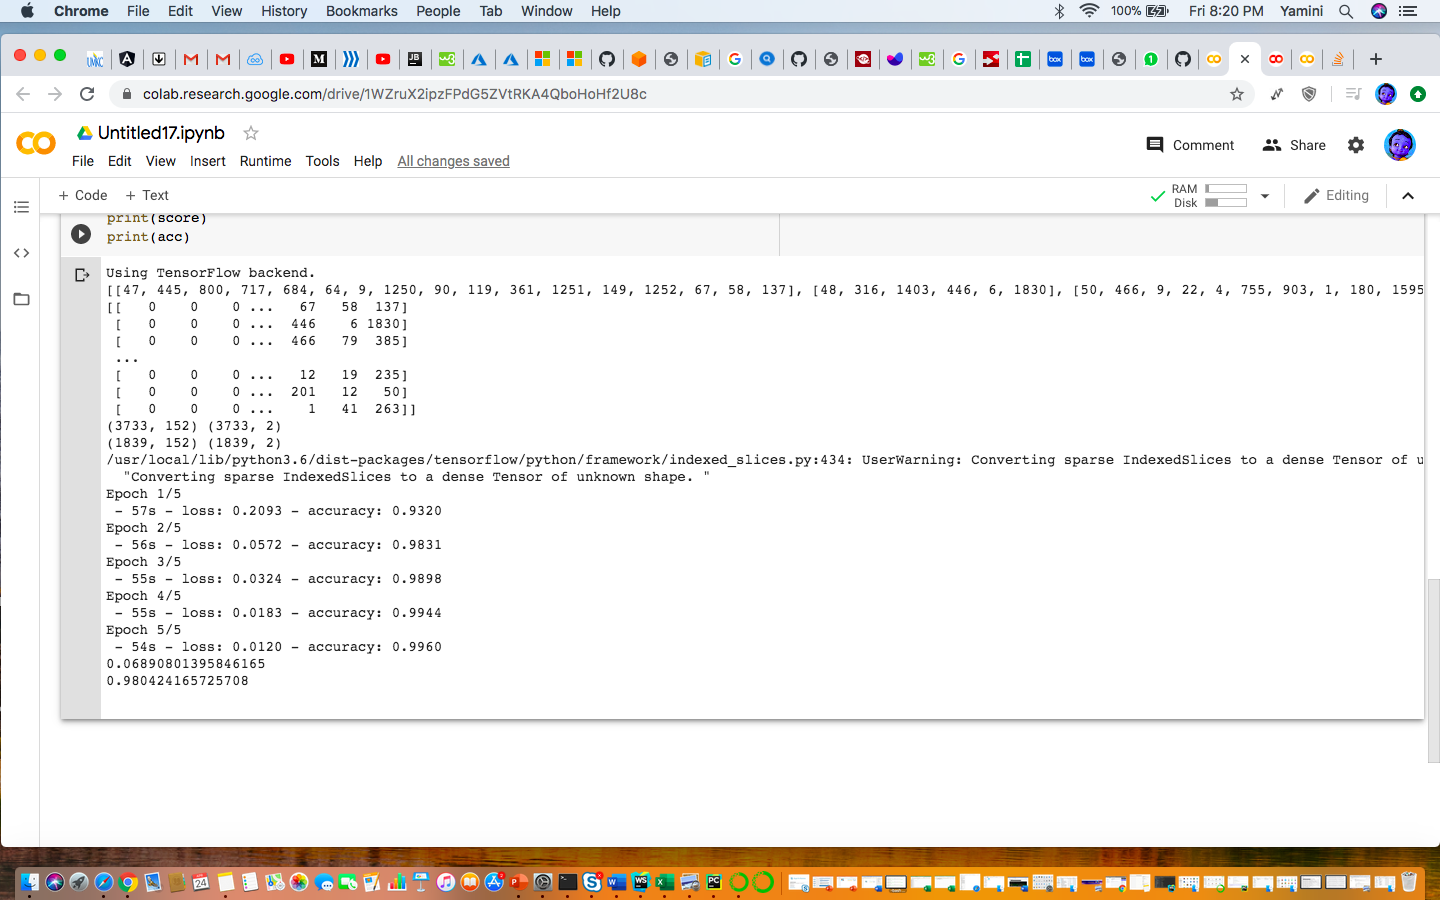 Chrome File Edit View History Bookmarks People Tab Window Help 100% Fri 8:20 PM Yamini
colab.research.google.com/drive/1WZruX2ipzFPdG5ZVtRKA4QboHoHf2U8c
Untitled17.ipynb
Comment Share
File Edit View Insert Runtime Tools Help All changes saved
+ Code + Text
RAM
Disk
Editing
print(score)
print(acc)
Using TensorFlow backend.
[[47, 445, 800, 717, 684, 64, 9, 1250, 90, 119, 361, 1251, 149, 1252, 67, 58, 137], [48, 316, 1403, 446, 6, 1830], [50, 466, 9, 22, 4, 755, 903, 1, 180, 1595
[[ 0 0 0 ... 67 58 137]
[ 0 0 0 ... 446 6 1830]
[ 0 0 0 ... 466 79 385]
...
[ 0 0 0 ... 12 19 235]
[ 0 0 0 ... 201 12 50]
[ 0 0 0 ... 1 41 263]]
(3733, 152) (3733, 2)
(1839, 152) (1839, 2)
/usr/local/lib/python3.6/dist-packages/tensorflow/python/framework/indexed_slices.py:434: UserWarning: Converting sparse IndexedSlices to a dense Tensor of u
"Converting sparse IndexedSlices to a dense Tensor of unknown shape. "
Epoch 1/5
- 57s - loss: 0.2093 - accuracy: 0.9320
Epoch 2/5
- 56s - loss: 0.0572 - accuracy: 0.9831
Epoch 3/5
- 55s - loss: 0.0324 - accuracy: 0.9898
Epoch 4/5
- 55s - loss: 0.0183 - accuracy: 0.9944
Epoch 5/5
- 54s - loss: 0.0120 - accuracy: 0.9960
0.06890801395846165
0.980424165725708